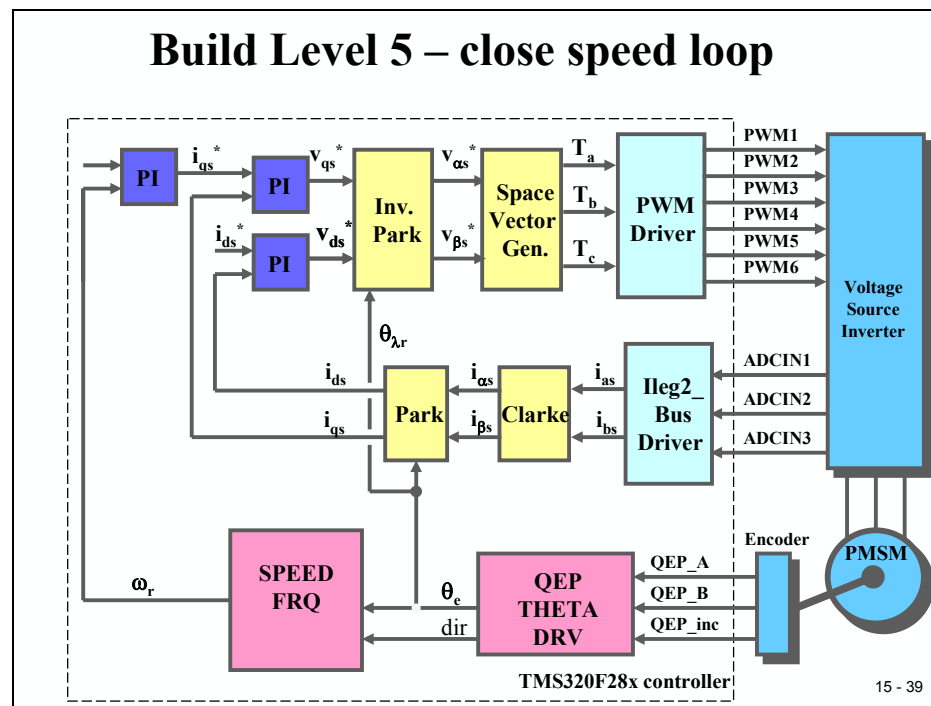 Build Level 5 – close speed loop
PI
iqs*
PI
vqs*
ids*
PI
vds*
Inv.
Park
vαs*
vβs*
Space
Vector
Gen.
Ta
Tb
Tc
PWM
Driver
PWM1
PWM2
PWM3
PWM4
PWM5
PWM6
Voltage
Source
Inverter
θλr
ids
iqs
Park
iαs
iβs
Clarke
ias
ibs
Ileg2_
Bus
Driver
ADCIN1
ADCIN2
ADCIN3
ωr
SPEED
FRQ
θe
dir
QEP
THETA
DRV
QEP_A
QEP_B
QEP_inc
Encoder
PMSM
TMS320F28x controller
15 - 39